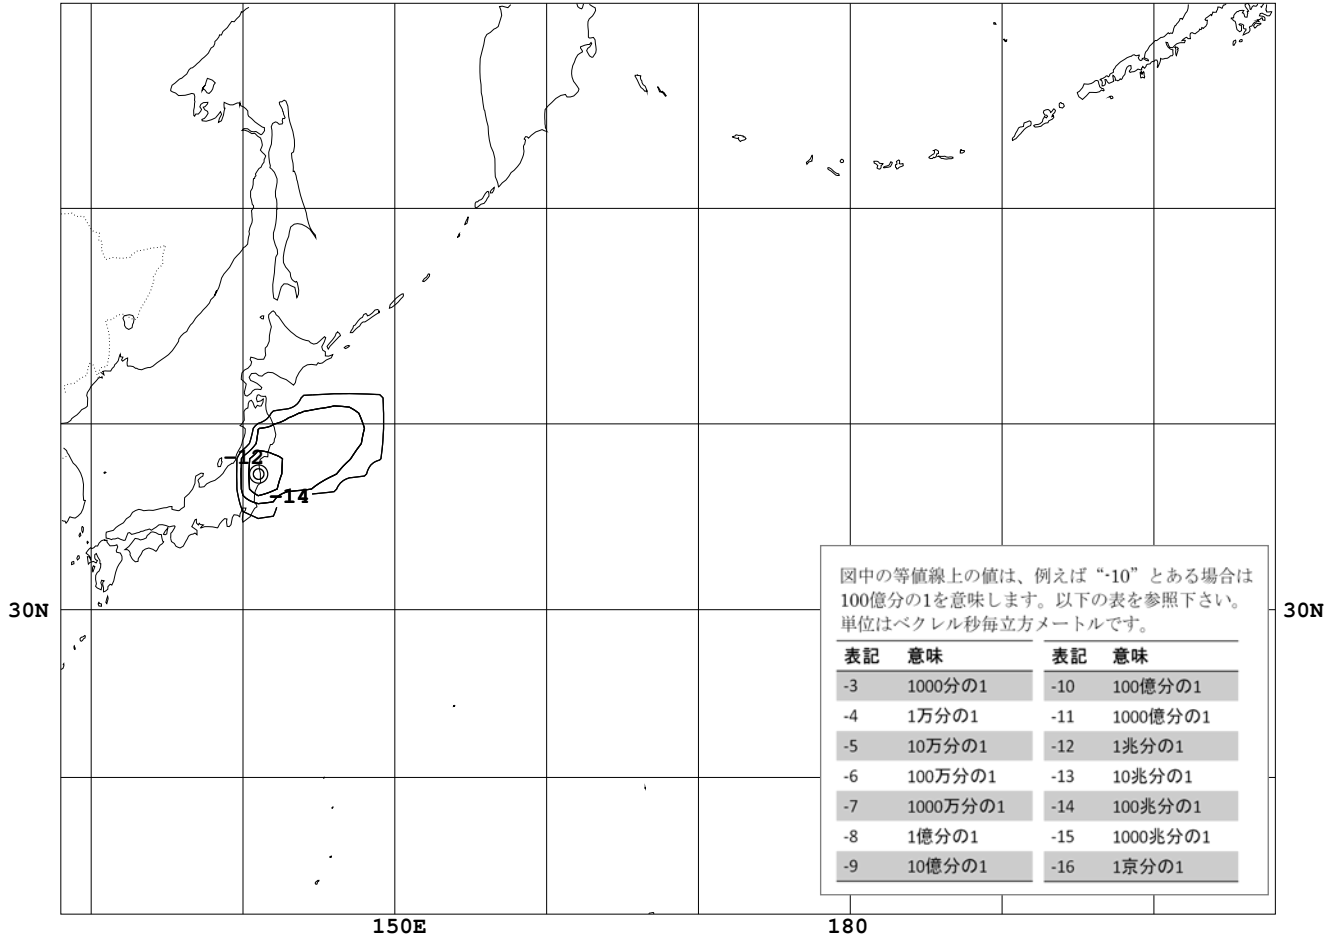 -12
-14
30N
30N
図中の等値線上の値は、例えば“-10”とある場合は
100億分の1を意味します。以下の表を参照下さい。
単位はベクレル秒毎立方メートルです。
表記 意味 表記 意味
-3 1000分の1 -10 100億分の1
-4 1万分の1 -11 1000億分の1
-5 10万分の1 -12 1兆分の1
-6 100万分の1 -13 10兆分の1
-7 1000万分の1 -14 100兆分の1
-8 1億分の1 -15 1000兆分の1
-9 10億分の1 -16 1京分の1
150E 180